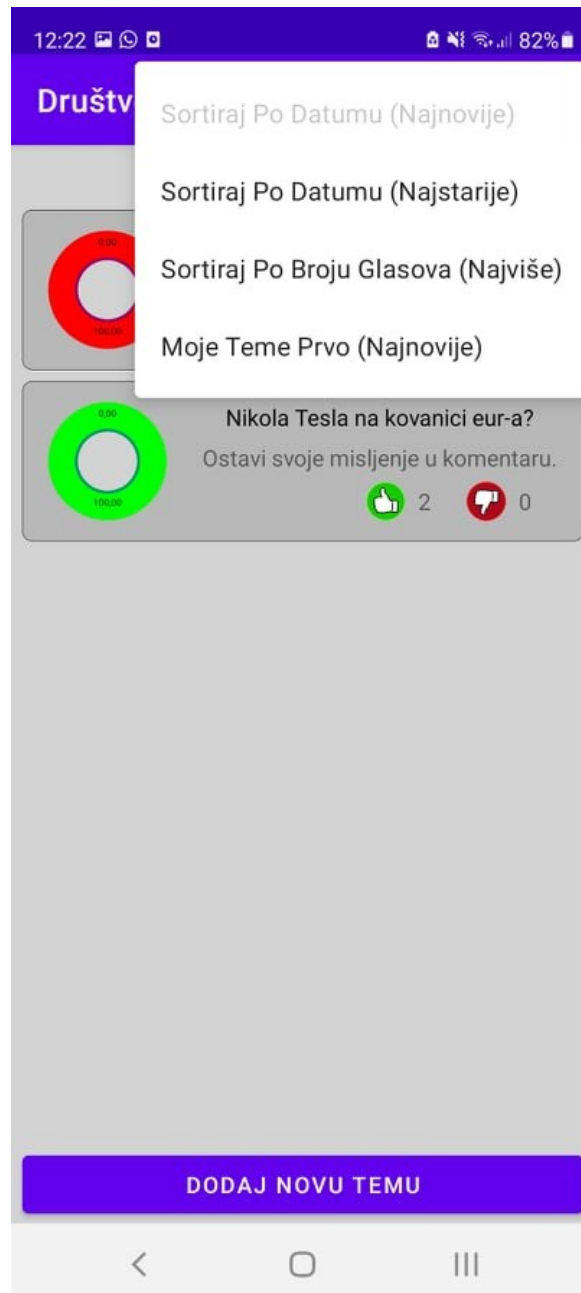 12:22 82%
Društv
Sortiraj Po Datumu (Najnovije)
Sortiraj Po Datumu (Najstarije)
Sortiraj Po Broju Glasova (Najviše)
Moje Teme Prvo (Najnovije)
0,00
100,00
0,00
100,00
Nikola Tesla na kovanici eur-a?
Ostavi svoje misljenje u komentaru.
2 0
DODAJ NOVU TEMU